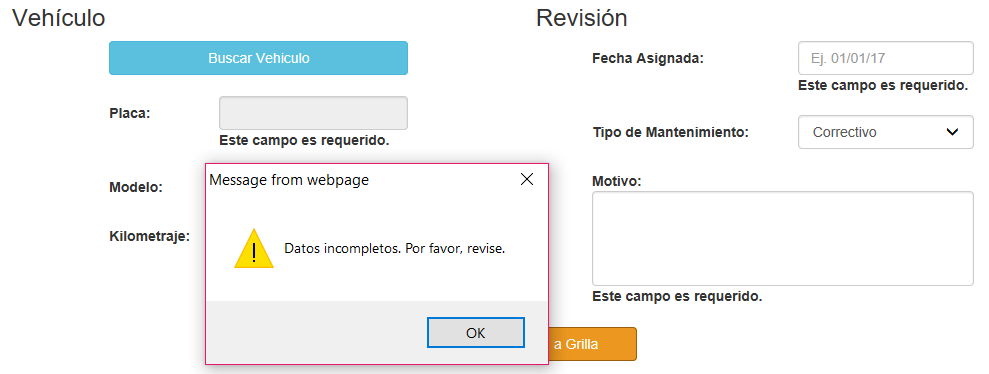 Vehículo
Buscar Vehiculo
Placa:
Este campo es requerido.
Modelo:
Kilometraje:
Message from webpage
Datos incompletos. Por favor, revise.
OK
Revisión
Fecha Asignada:
Ej. 01/01/17
Este campo es requerido.
Tipo de Mantenimiento:
Correctivo
Motivo:
Este campo es requerido.
a Grilla